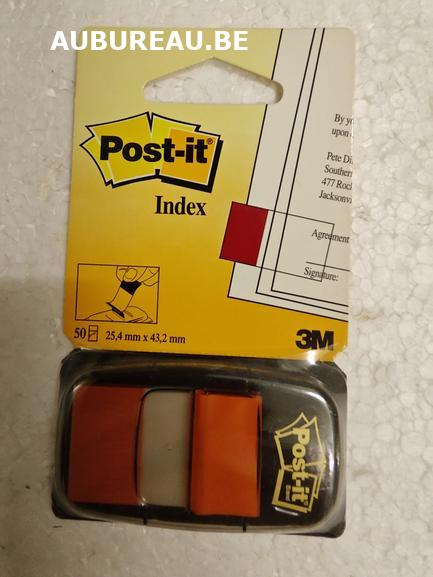 AUBUREAU.BE
Post-it®
Index
By yo
upon
Pete Di
Southern
477 Rock
Jacksonvi
Agreement
Signature:
50 25,4 mm x 43,2 mm
3M
Post-it